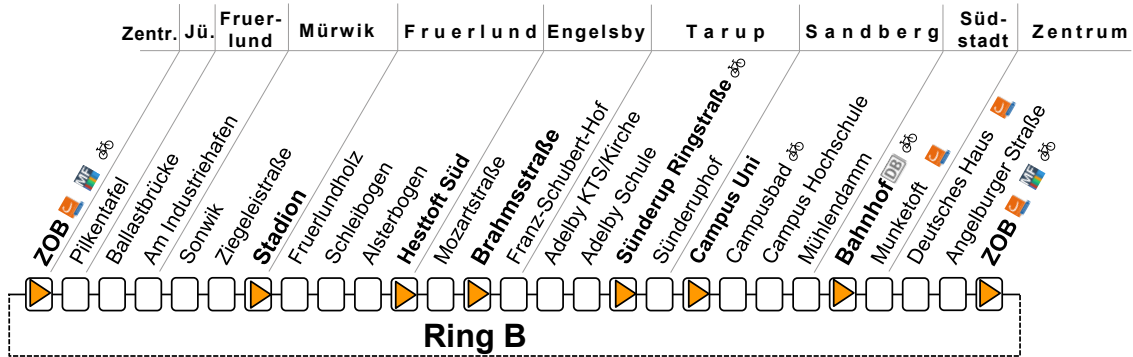 Zentr.
Jü.
Fruer-
lund
Mürwik
Fruerlund
Engelsby
Tarup
Sandberg
Süd-
stadt
Zentrum
ZOB MF
Pilkentafel
Ballastbrücke
Am Industriehafen
Sonwik
Ziegeleistraße
Stadion
Fruerlundholz
Schleibogen
Alsterbogen
Hesttoft Süd
Mozartstraße
Brahmsstraße
Franz-Schubert-Hof
Adelby KTS/Kirche
Adelby Schule
Sünderup Ringstraße
Sünderuphof
Campus Uni
Campusbad
Campus Hochschule
Mühlendamm
Bahnhof DB
Munketoft
Deutsches Haus
Angelburger Straße
ZOB MF
Ring B